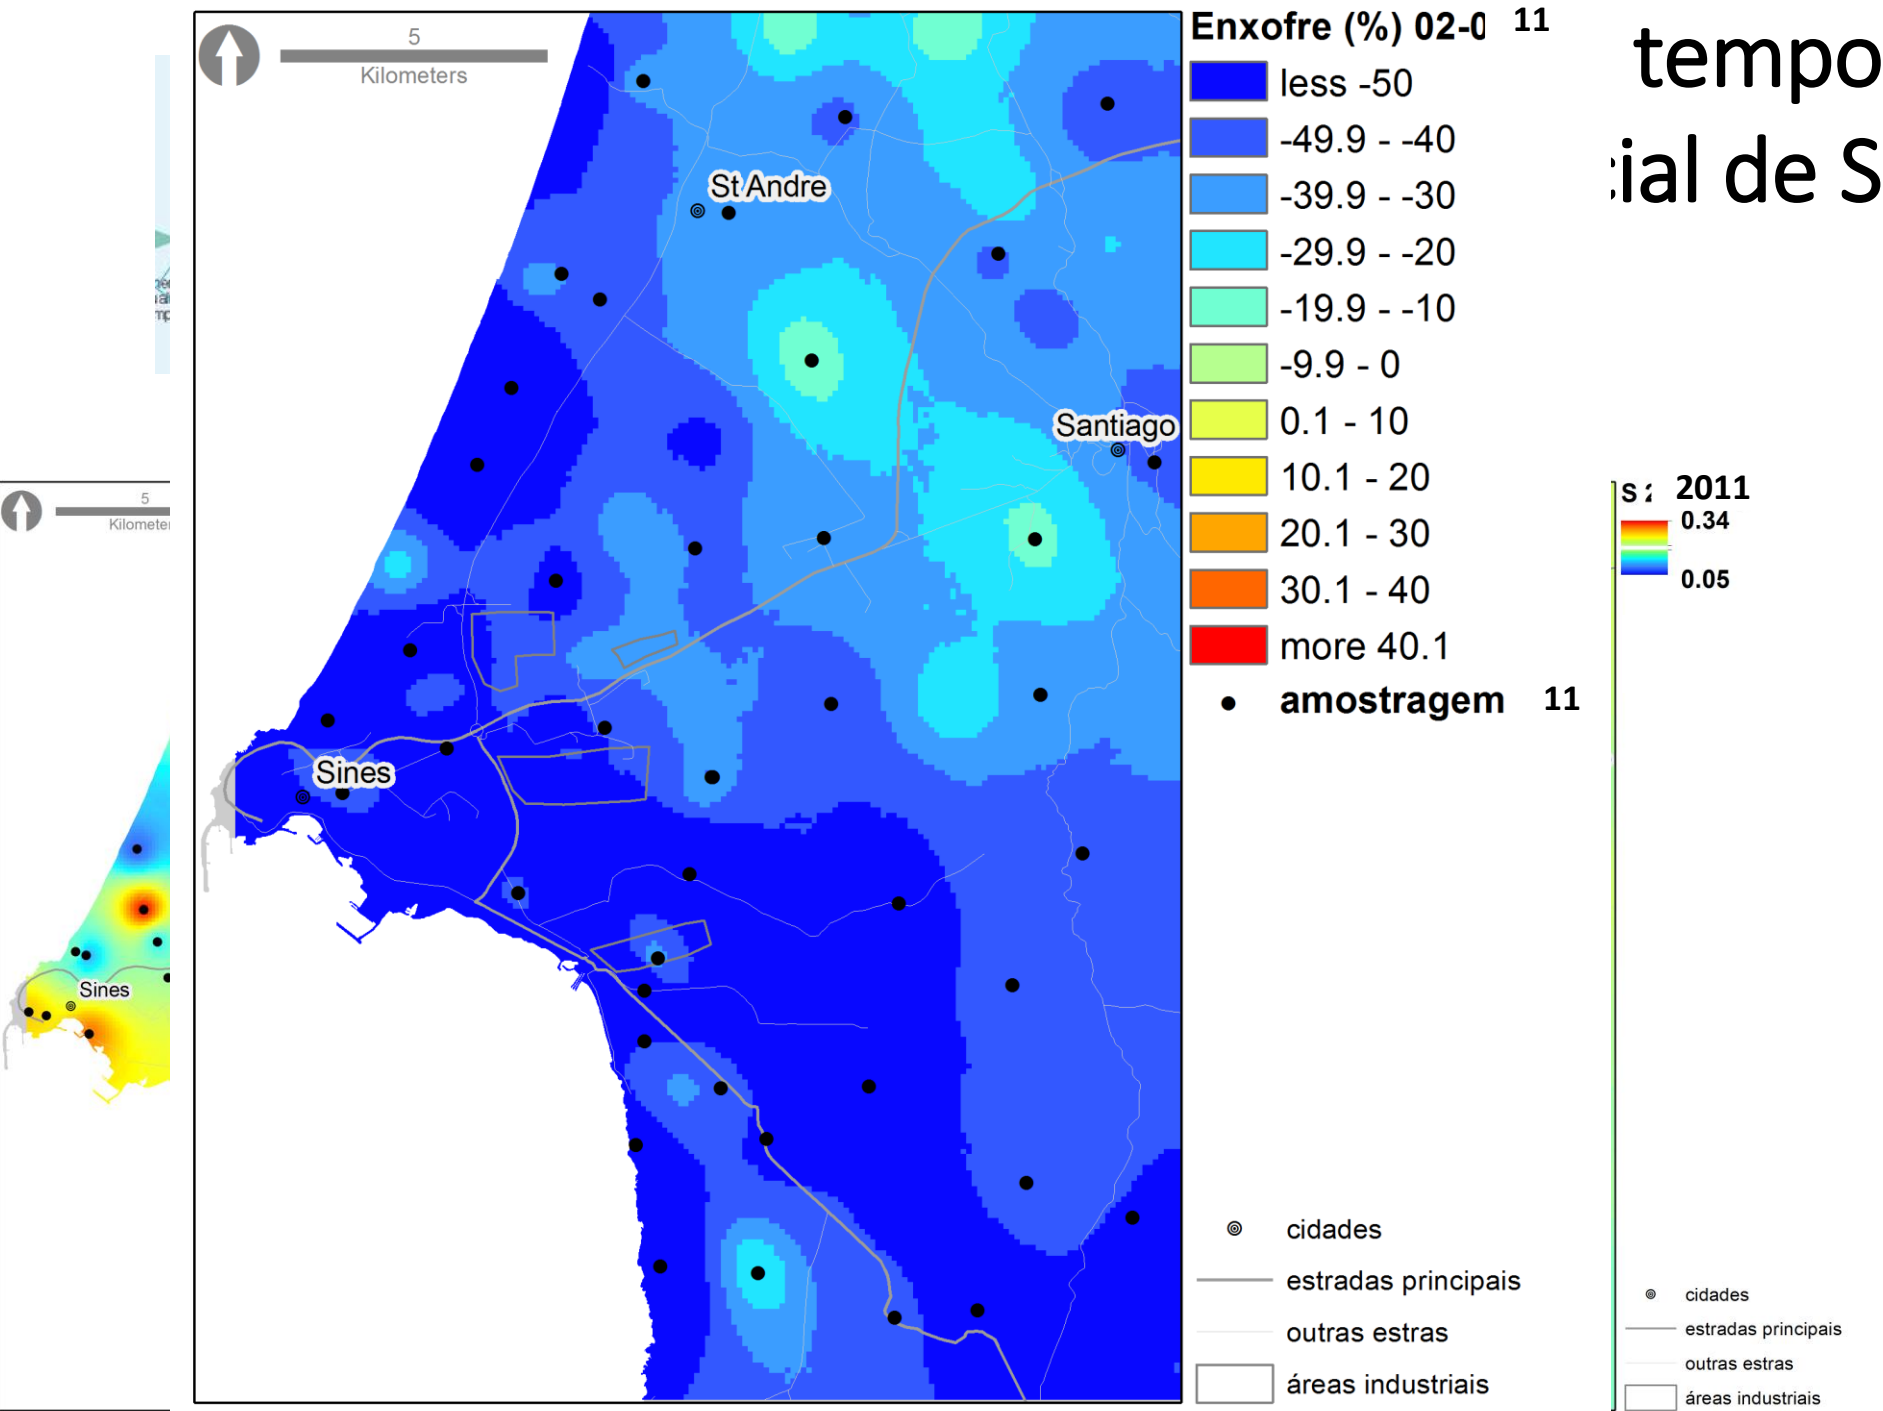 tempo
ial de S
5
Kilometers
St Andre
Santiago
Sines
Enxofre (%) 02-0 11
less -50
-49.9 - -40
-39.9 - -30
-29.9 - -20
-19.9 - -10
-9.9 - 0
0.1 - 10
10.1 - 20
20.1 - 30
30.1 - 40
more 40.1
amostragem 11
cidades
estradas principais
outras estras
áreas industriais
5
Kilomete
Sines
S 2011
0.34
0.05
cidades
estradas principais
outras estras
áreas industriais